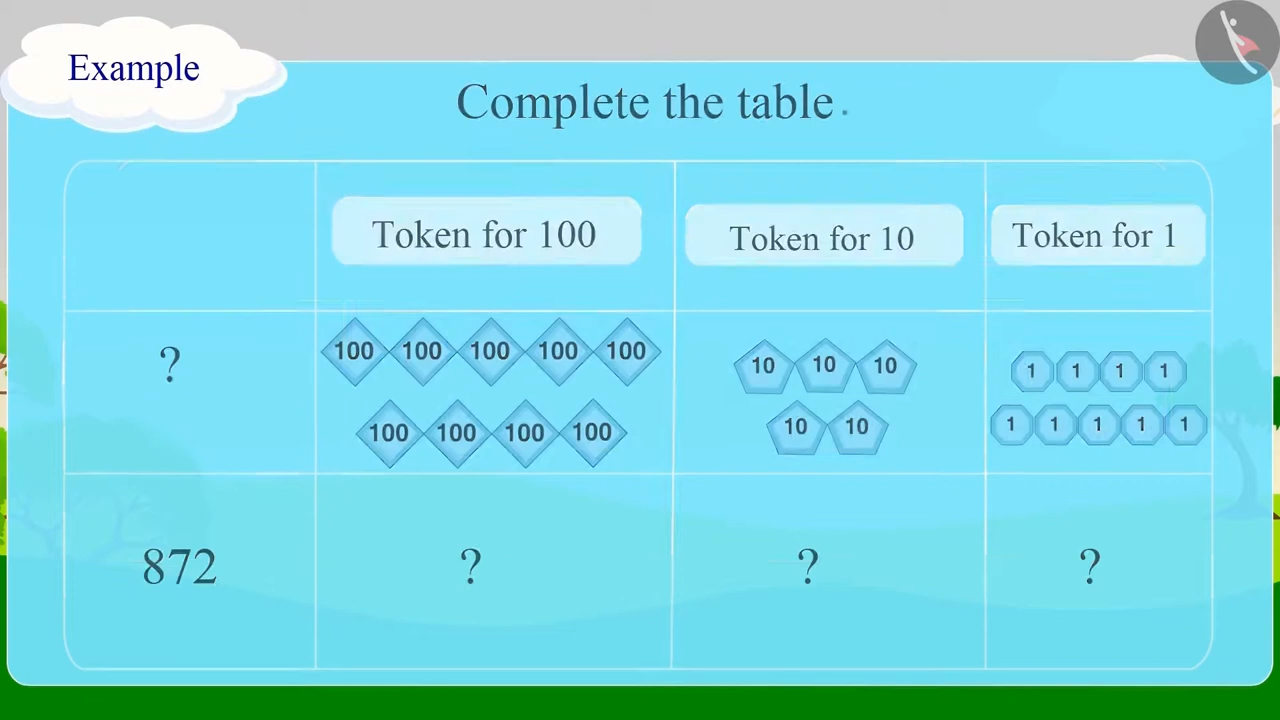 Example
Complete the table.
Token for 100
Token for 10
Token for 1
?
100 100 100 100 100
100 100 100 100
10 10 10
10 10
1 1 1 1
1 1 1 1 1
872
?
?
?